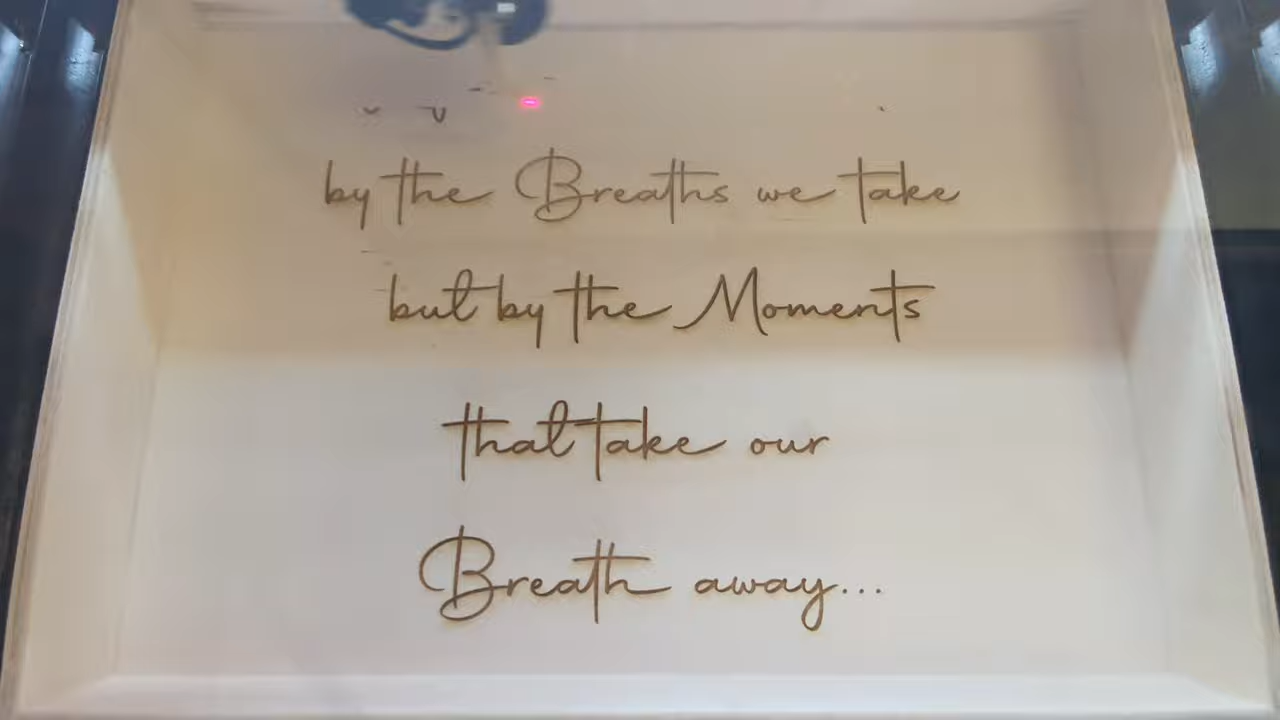 by the Breaths we take
but by the Moments
that take our
Breath away...